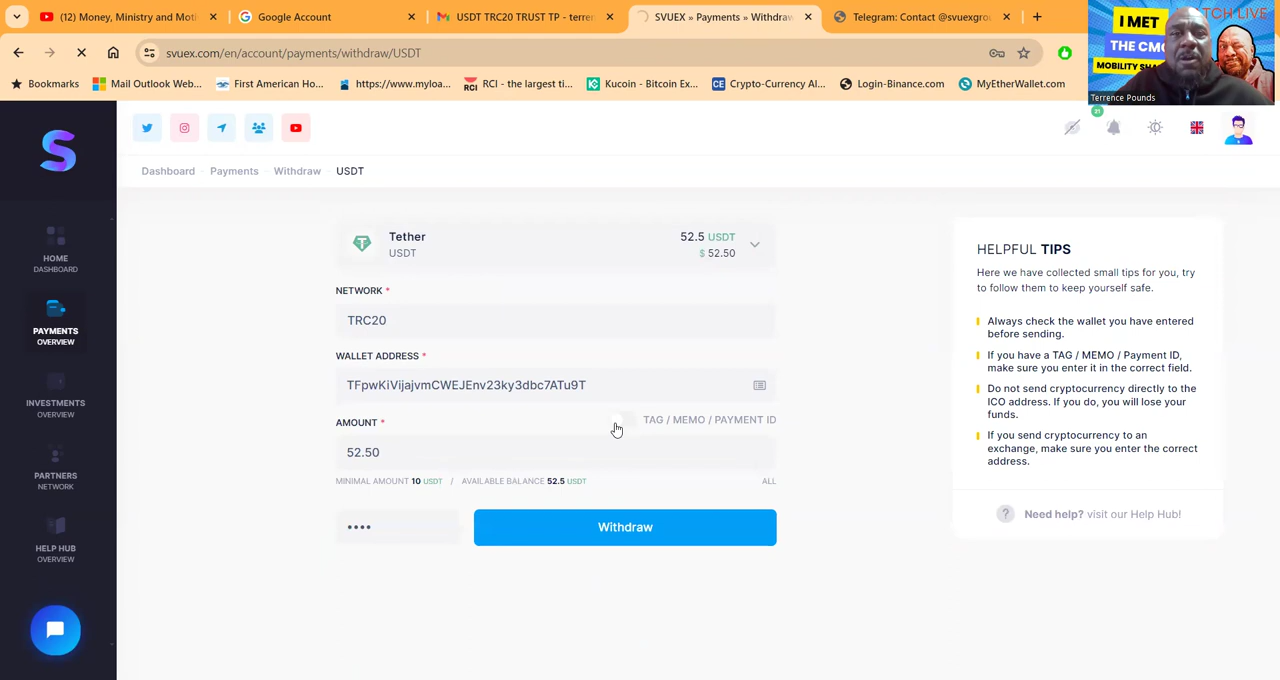 (12) Money, Ministry and Moti
Google Account
USDT TRC20 TRUST TP - terre
SVUEX » Payments » Withdraw
Telegram: Contact @svuexgrou
svuex.com/en/account/payments/withdraw/USDT
Bookmarks
Mail Outlook Web...
First American Ho...
https://www.myloa...
RCI - the largest ti...
Kucoin - Bitcoin Ex...
Crypto-Currency Al...
Login-Binance.com
MyEtherWallet.com
TCH LIVE
I MET
THE CMO
Terrence Pounds
21
Dashboard
Payments
Withdraw
USDT
HOME
DASHBOARD
PAYMENTS
OVERVIEW
INVESTMENTS
OVERVIEW
PARTNERS
NETWORK
HELP HUB
OVERVIEW
Tether
USDT
52.5 USDT
$ 52.50
NETWORK *
TRC20
WALLET ADDRESS *
TFpwKiVijajvmCWEJEnv23ky3dbc7ATu9T
AMOUNT *
TAG / MEMO / PAYMENT ID
52.50
MINIMAL AMOUNT 10 USDT / AVAILABLE BALANCE 52.5 USDT
ALL
••••
Withdraw
HELPFUL TIPS
Here we have collected small tips for you, try
to follow them to keep yourself safe.
Always check the wallet you have entered
before sending.
If you have a TAG / MEMO / Payment ID,
make sure you enter it in the correct field.
Do not send cryptocurrency directly to the
ICO address. If you do, you will lose your
funds.
If you send cryptocurrency to an
exchange, make sure you enter the correct
address.
? Need help? visit our Help Hub!